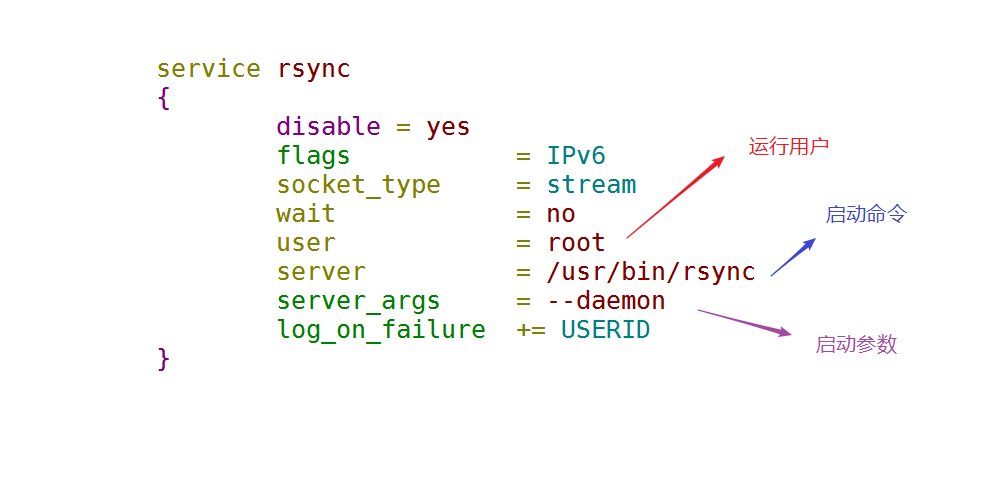 service rsync
{
disable = yes
flags = IPv6
socket_type = stream
wait = no
user = root
server = /usr/bin/rsync
server_args = --daemon
log_on_failure += USERID
}
运行用户
启动命令
启动参数